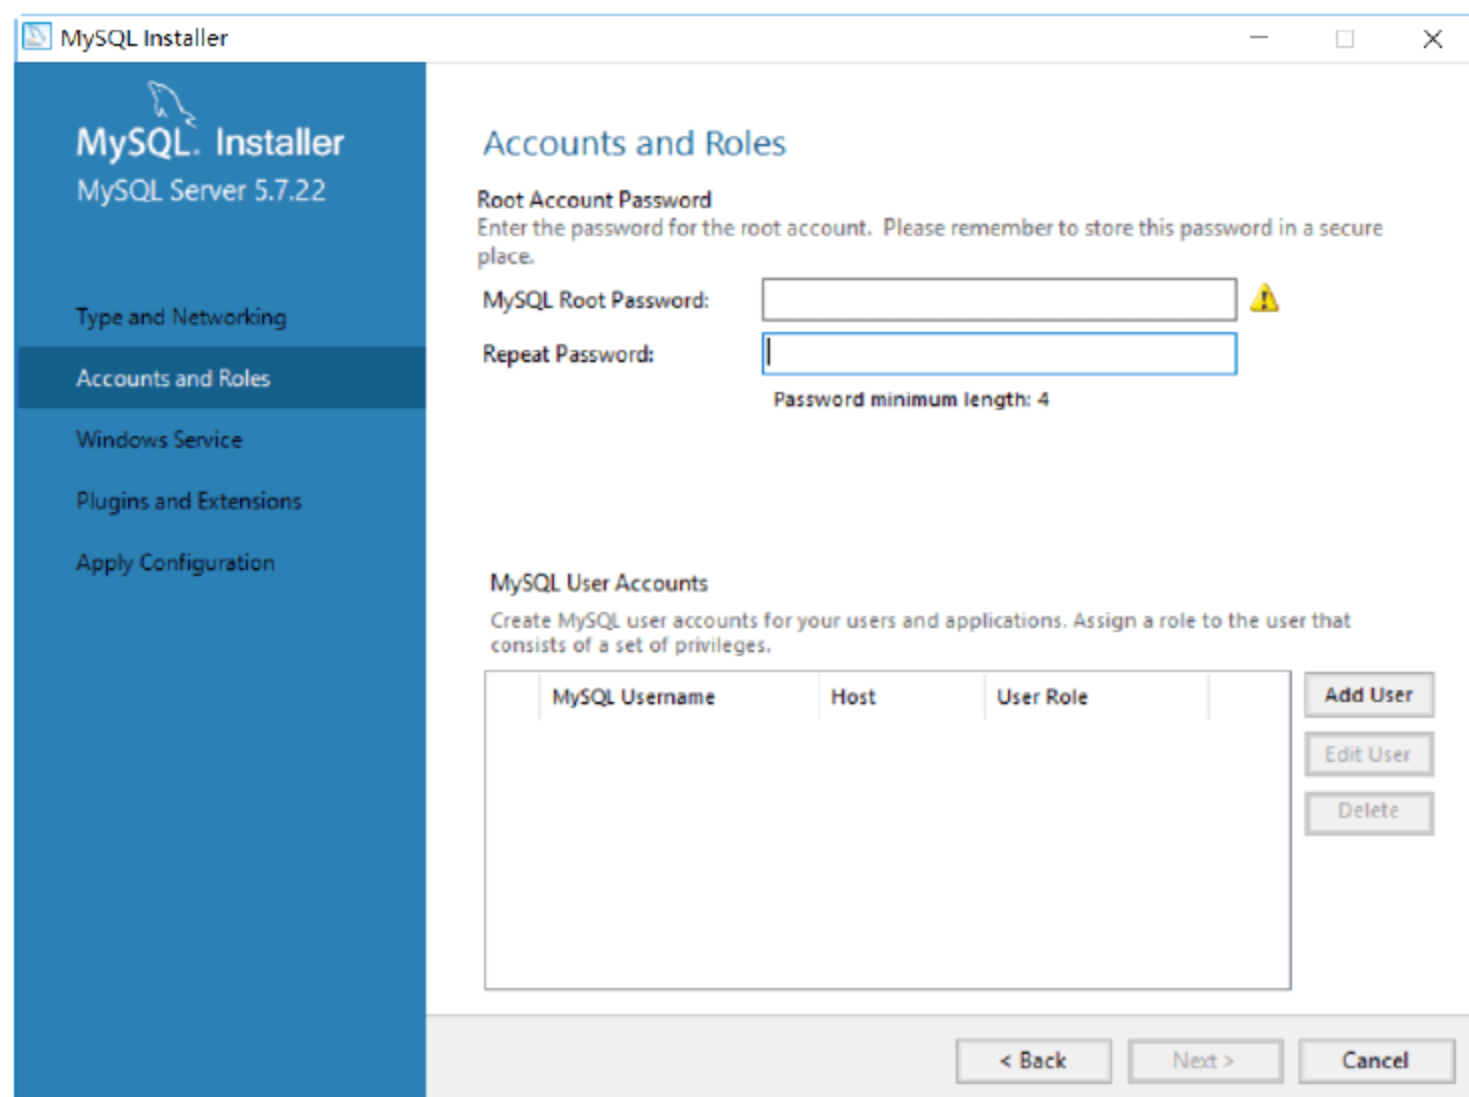 MySQL Installer
MySQL. Installer
MySQL Server 5.7.22
Type and Networking
Accounts and Roles
Windows Service
Plugins and Extensions
Apply Configuration
Accounts and Roles
Root Account Password
Enter the password for the root account. Please remember to store this password in a secure
place.
MySQL Root Password:
Repeat Password:
Password minimum length: 4
MySQL User Accounts
Create MySQL user accounts for your users and applications. Assign a role to the user that
consists of a set of privileges.
MySQL Username Host User Role
Add User
Edit User
Delete
< Back Next > Cancel